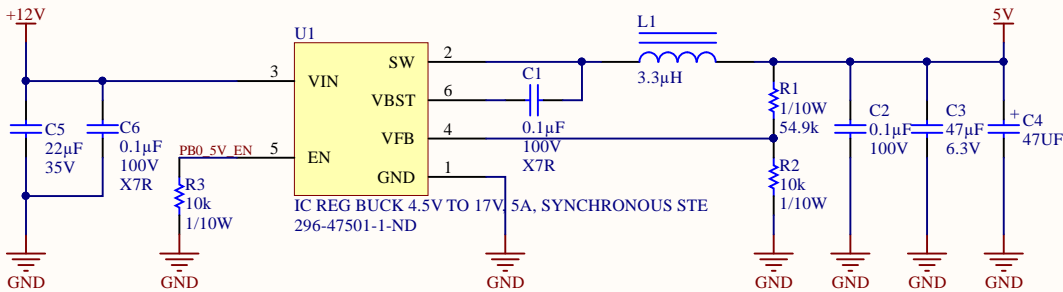 +12V
5V
U1
L1
3.3µH
3
VIN
SW
2
VBST
6
VFB
4
EN
5
GND
1
C1
0.1µF
100V
X7R
C5
22µF
35V
C6
0.1µF
100V
X7R
PB0_5V_EN
R3
10k
1/10W
R1
1/10W
54.9k
R2
10k
1/10W
C2
0.1µF
100V
C3
47µF
6.3V
+
C4
47UF
IC REG BUCK 4.5V TO 17V, 5A, SYNCHRONOUS STE
296-47501-1-ND
GND
GND
GND
GND
GND
GND
GND